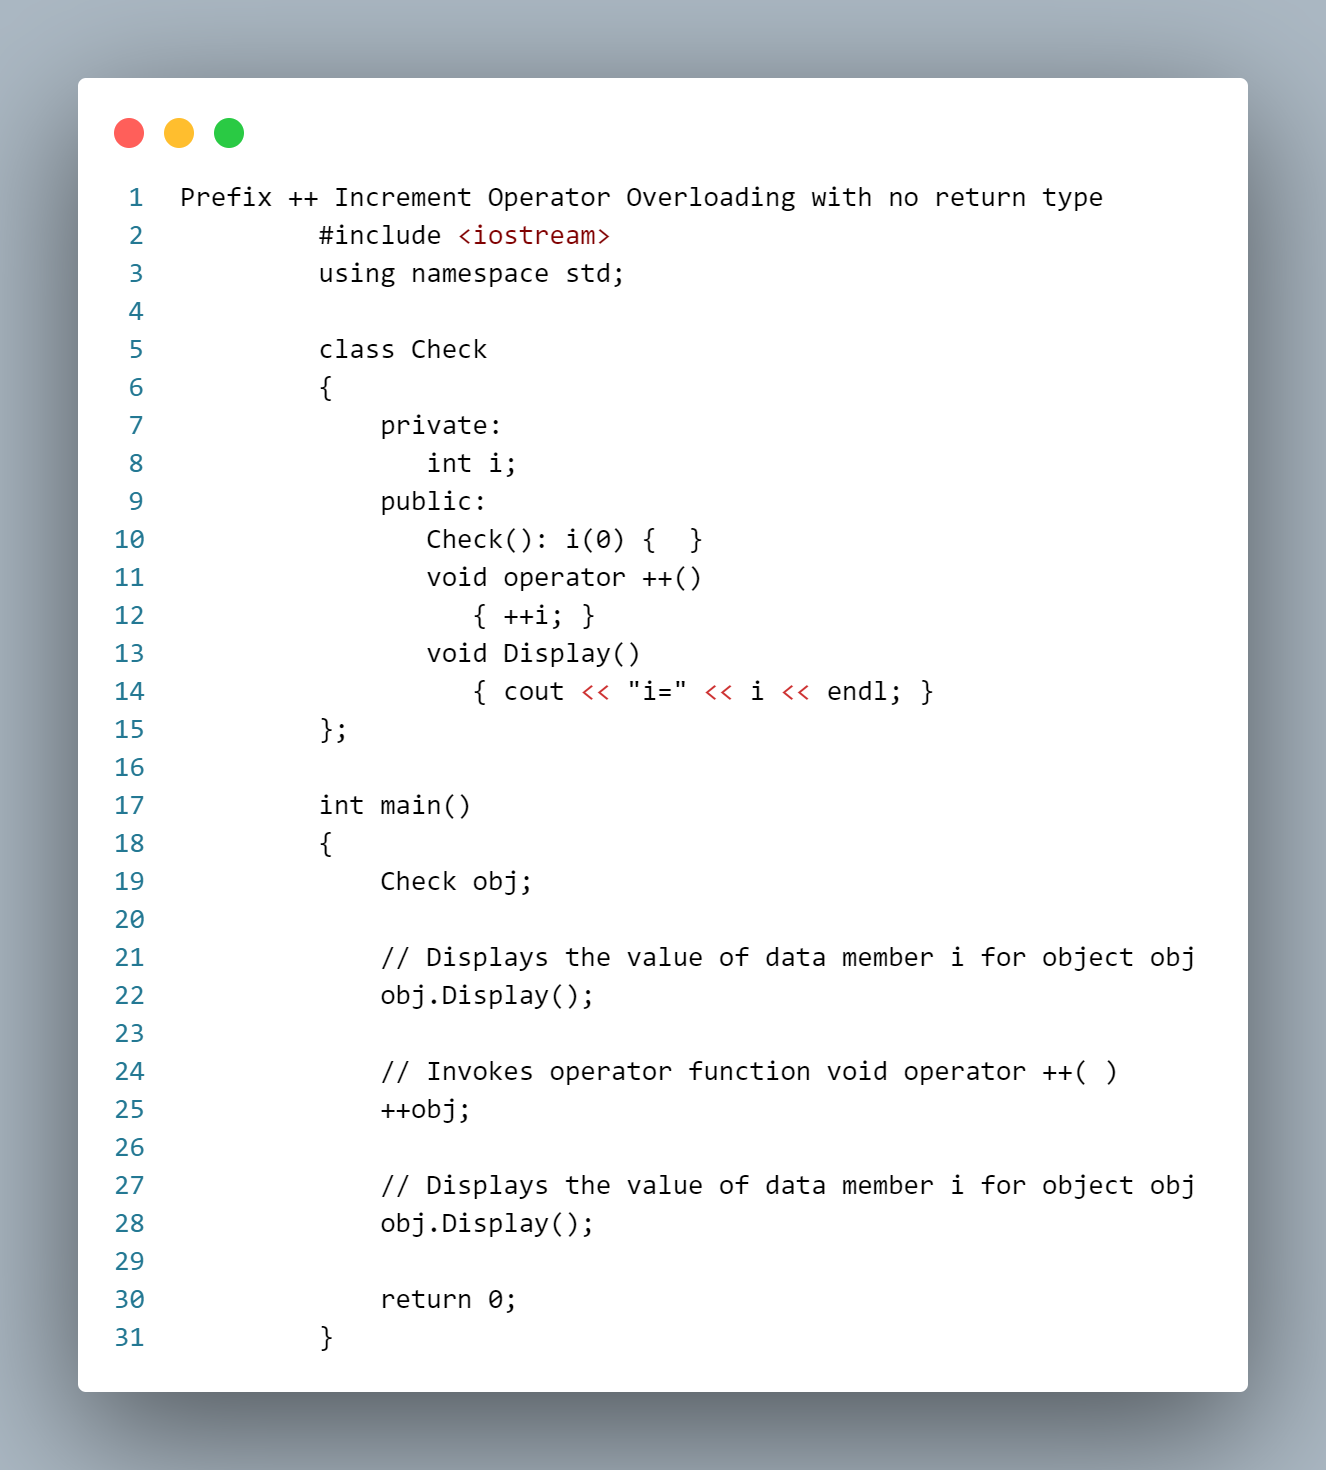 1 Prefix ++ Increment Operator Overloading with no return type
2 #include <iostream>
3 using namespace std;
4
5 class Check
6 {
7 private:
8 int i;
9 public:
10 Check(): i(0) {  }
11 void operator ++()
12 { ++i; }
13 void Display()
14 { cout << "i=" << i << endl; }
15 };
16
17 int main()
18 {
19 Check obj;
20
21 // Displays the value of data member i for object obj
22 obj.Display();
23
24 // Invokes operator function void operator ++( )
25 ++obj;
26
27 // Displays the value of data member i for object obj
28 obj.Display();
29
30 return 0;
31 }